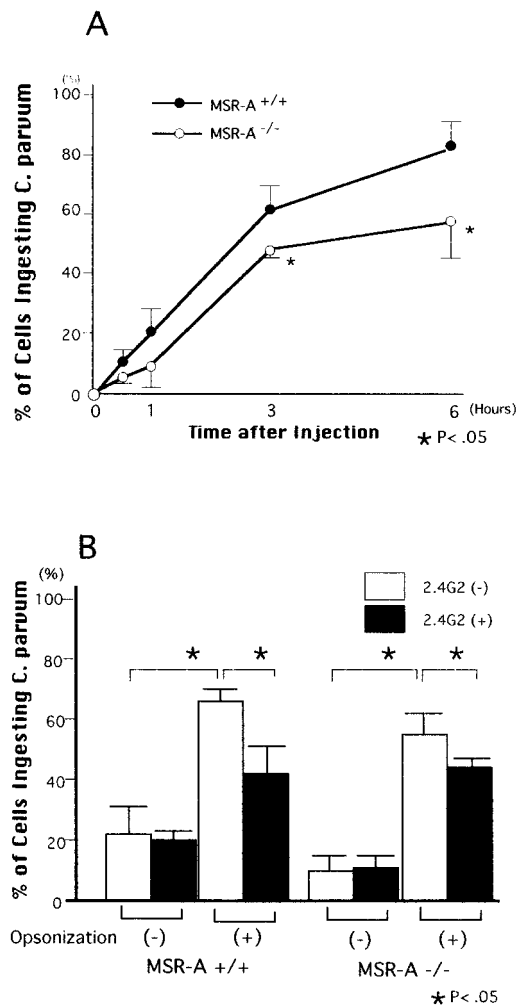 A
(%)
100
80
60
40
20
0
% of Cells Ingesting C. parvum
MSR-A +/+
MSR-A -/-
*
*
0 1 3 6 (Hours)
Time after Injection
* P< .05
B
(%)
100
80
60
40
20
0
% of Cells Ingesting C. parvum
2.4G2 (-)
2.4G2 (+)
* * * *
Opsonization (-) (+) (-) (+)
MSR-A +/+ MSR-A -/-
* P< .05